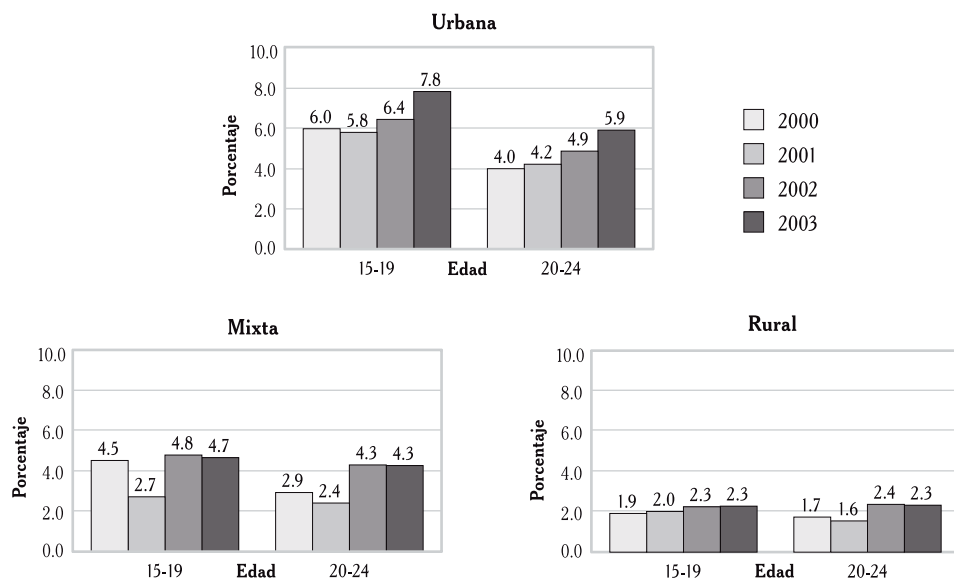 Urbana
Porcentaje
10.0
8.0
6.0
4.0
2.0
0.0
6.0 5.8 6.4 7.8
4.0 4.2 4.9 5.9
15-19 Edad 20-24
2000
2001
2002
2003
Mixta
Porcentaje
10.0
8.0
6.0
4.0
2.0
0.0
4.5 2.7 4.8 4.7
2.9 2.4 4.3 4.3
15-19 Edad 20-24
Rural
Porcentaje
10.0
8.0
6.0
4.0
2.0
0.0
1.9 2.0 2.3 2.3
1.7 1.6 2.4 2.3
15-19 Edad 20-24